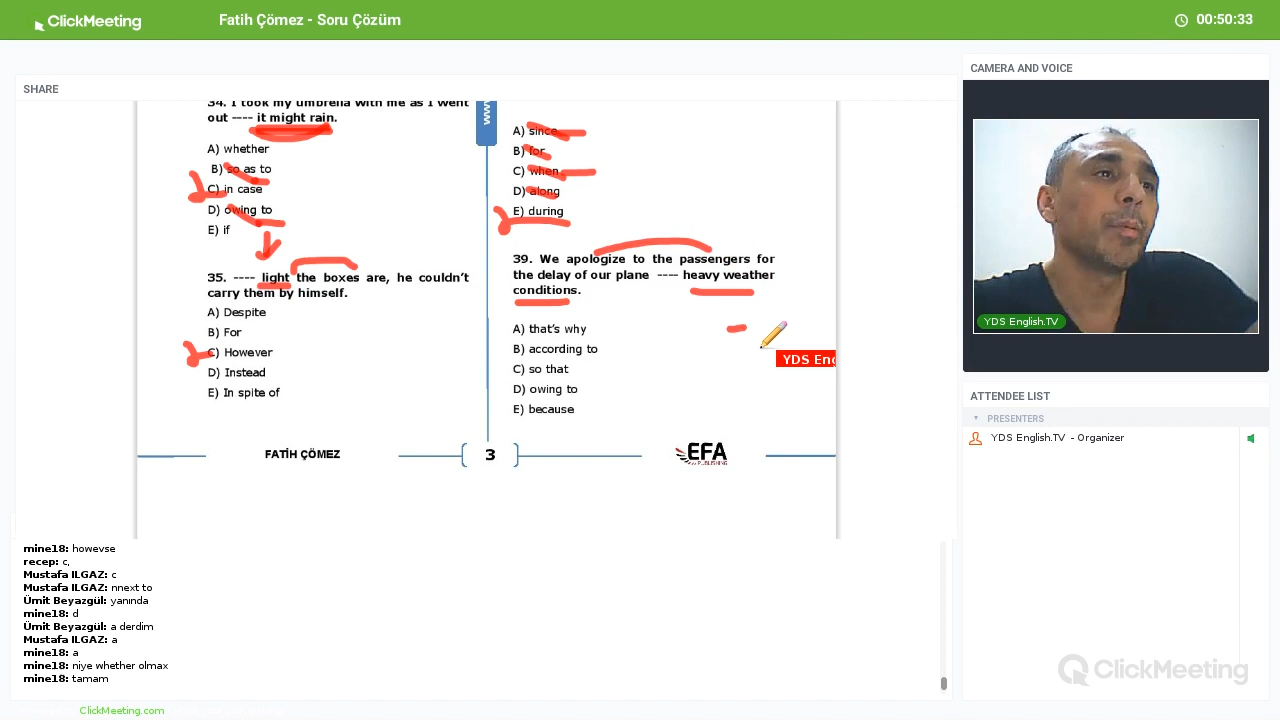 ClickMeeting
Fatih Çömez - Soru Çözüm
00:50:33
SHARE
34. I took my umbrella with me as I went
out ---- it might rain.
A) whether
B) so as to
C) in case
D) owing to
E) if
35. ---- light the boxes are, he couldn't
carry them by himself.
A) Despite
B) For
C) However
D) Instead
E) In spite of
WWW
A) since
B) for
C) when
D) along
E) during
39. We apologize to the passengers for
the delay of our plane ---- heavy weather
conditions.
A) that's why
B) according to
C) so that
D) owing to
E) because
YDS En
FATİH ÇÖMEZ
3
EFA
PUBLISHING
CAMERA AND VOICE
YDS English.TV
ATTENDEE LIST
PRESENTERS
YDS English.TV - Organizer
mine18: howevse
recep: c,
Mustafa ILGAZ: c
Mustafa ILGAZ: nnext to
Ümit Beyazgül: yanında
mine18: d
Ümit Beyazgül: a derdim
Mustafa ILGAZ: a
mine18: a
mine18: niye whether olmax
mine18: tamam
ClickMeeting
ClickMeeting.com